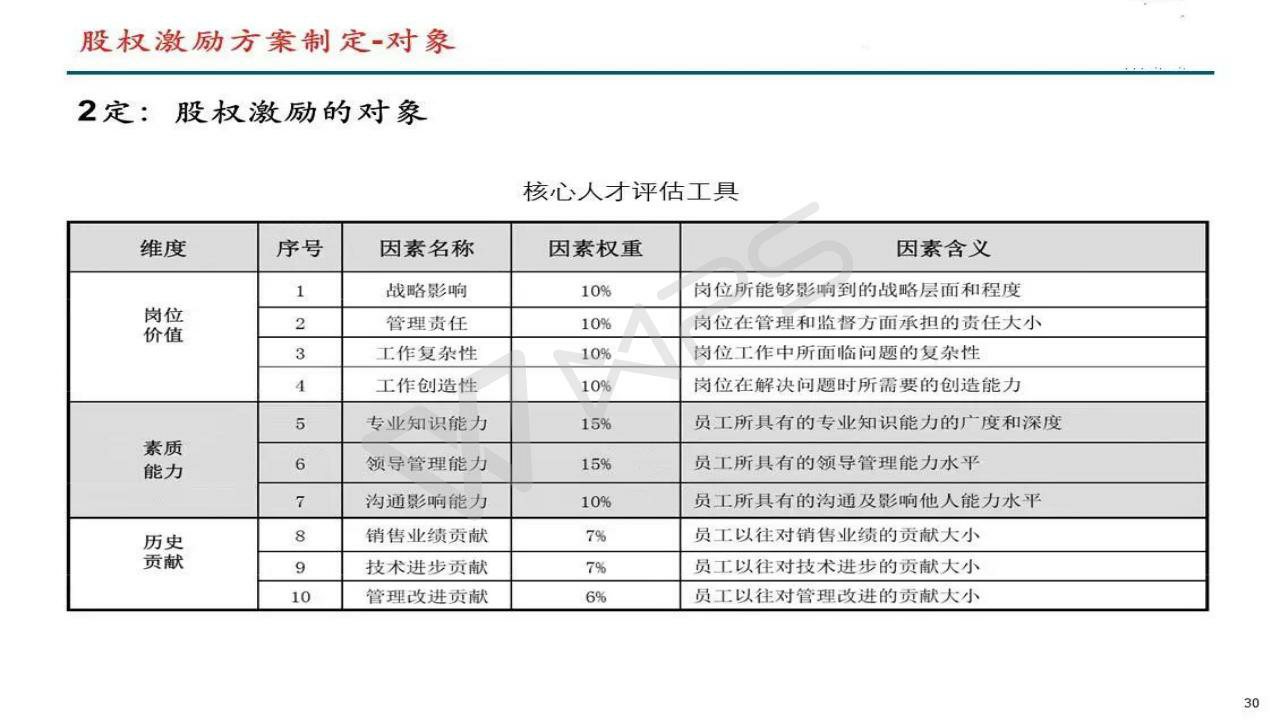 股权激励方案制定-对象
2定：股权激励的对象
核心人才评估工具
维度 序号 因素名称 因素权重 因素含义
岗位
价值
1 战略影响 10% 岗位所能够影响到的战略层面和程度
2 管理责任 10% 岗位在管理和监督方面承担的责任大小
3 工作复杂性 10% 岗位工作中所面临问题的复杂性
4 工作创造性 10% 岗位在解决问题时所需要的创造能力
素质
能力
5 专业知识能力 15% 员工所具有的专业知识能力的广度和深度
6 领导管理能力 15% 员工所具有的领导管理能力水平
7 沟通影响能力 10% 员工所具有的沟通及影响他人能力水平
历史
贡献
8 销售业绩贡献 7% 员工以往对销售业绩的贡献大小
9 技术进步贡献 7% 员工以往对技术进步的贡献大小
10 管理改进贡献 6% 员工以往对管理改进的贡献大小
WPS
30